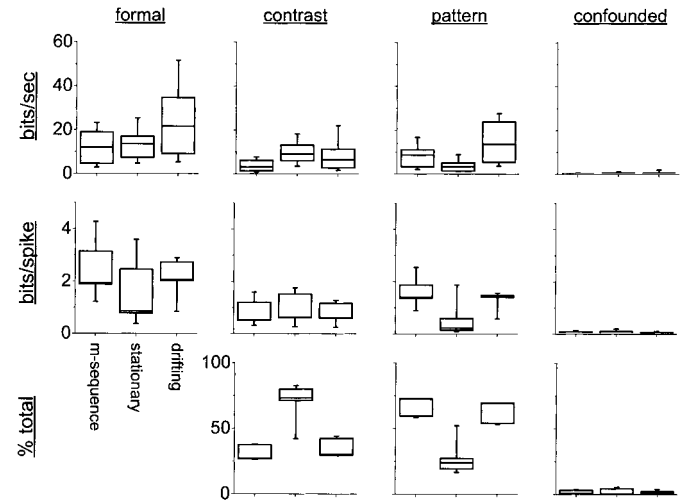 formal contrast pattern confounded
bits/sec
60
40
20
0
bits/spike
4
2
0
m-sequence
stationary
drifting
% total
100
50
0